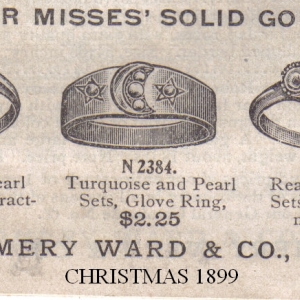 R MISSES' SOLID GO
N 2384.
earl Turquoise and Pearl Rea
ract- Sets, Glove Ring, Sets
$2.25
MERY WARD & CO.,
CHRISTMAS 1899